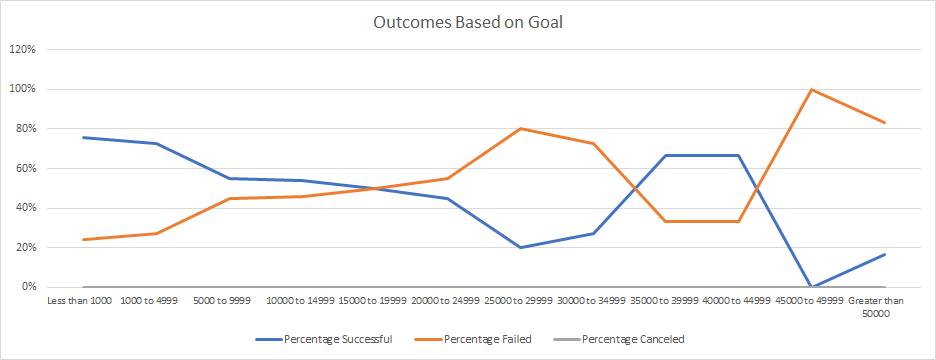 Outcomes Based on Goal
120%
100%
80%
60%
40%
20%
0%
Less than 1000 1000 to 4999 5000 to 9999 10000 to 14999 15000 to 19999 20000 to 24999 25000 to 29999 30000 to 34999 35000 to 39999 40000 to 44999 45000 to 49999 Greater than
50000
Percentage Successful Percentage Failed Percentage Canceled